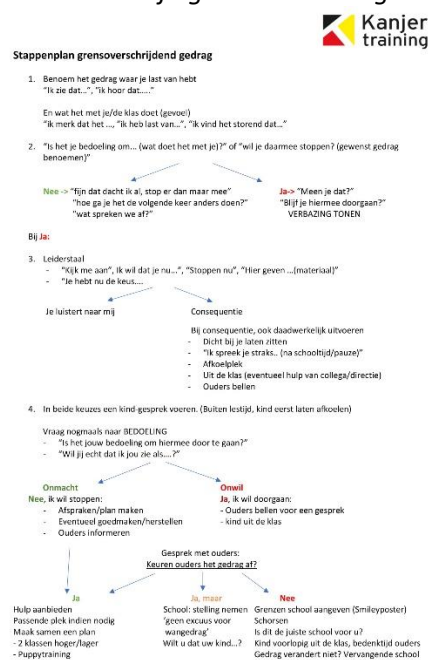 Kanjer
training
Stappenplan grensoverschrijdend gedrag
1. Benoem het gedrag waar je last van hebt
"Ik zie dat...", "ik hoor dat....."
En wat het met je/de klas doet (gevoel)
"ik merk dat het ..., "ik heb last van...", "ik vind het storend dat..."
2. "Is het je bedoeling om... (wat doet het met je)?" of "wil je daarmee stoppen? (gewenst gedrag
benoemen)"
Nee -> "fijn dat dacht ik al, stop er dan maar mee"
"hoe ga je het de volgende keer anders doen?"
"wat spreken we af?"
Ja-> "Meen je dat?"
"Blijf je hiermee doorgaan?"
VERBAZING TONEN
Bij Ja:
3. Leiderstaal
- "Kijk me aan", Ik wil dat je nu...", "Stoppen nu", "Hier geven ...(materiaal)"
- "Je hebt nu de keus....
Je luistert naar mij
Consequentie
Bij consequentie, ook daadwerkelijk uitvoeren
- Dicht bij je laten zitten
- "Ik spreek je straks.. (na schooltijd/pauze)"
- Afkoelplek
- Uit de klas (eventueel hulp van collega/directie)
- Ouders bellen
4. In beide keuzes een kind-gesprek voeren. (Buiten lestijd, kind eerst laten afkoelen)
Vraag nogmaals naar BEDOELING
- "Is het jouw bedoeling om hiermee door te gaan?"
- "Wil jij echt dat ik jou zie als....?"
Onmacht
Nee, ik wil stoppen:
- Afspraken/plan maken
- Eventueel goedmaken/herstellen
- Ouders informeren
Onwil
Ja, ik wil doorgaan:
- Ouders bellen voor een gesprek
- kind uit de klas
Gesprek met ouders:
Keuren ouders het gedrag af?
Ja
Hulp aanbieden
Passende plek indien nodig
Maak samen een plan
- 2 klassen hoger/lager
- Puppytraining
Ja, maar
School: stelling nemen
'geen excuus voor
wangedrag'
Wilt u dat uw kind...?
Nee
Grenzen school aangeven (Smileyposter)
Schorsen
Is dit de juiste school voor u?
Kind voorlopig uit de klas, bedenktijd ouders
Gedrag verandert niet? Vervangende school